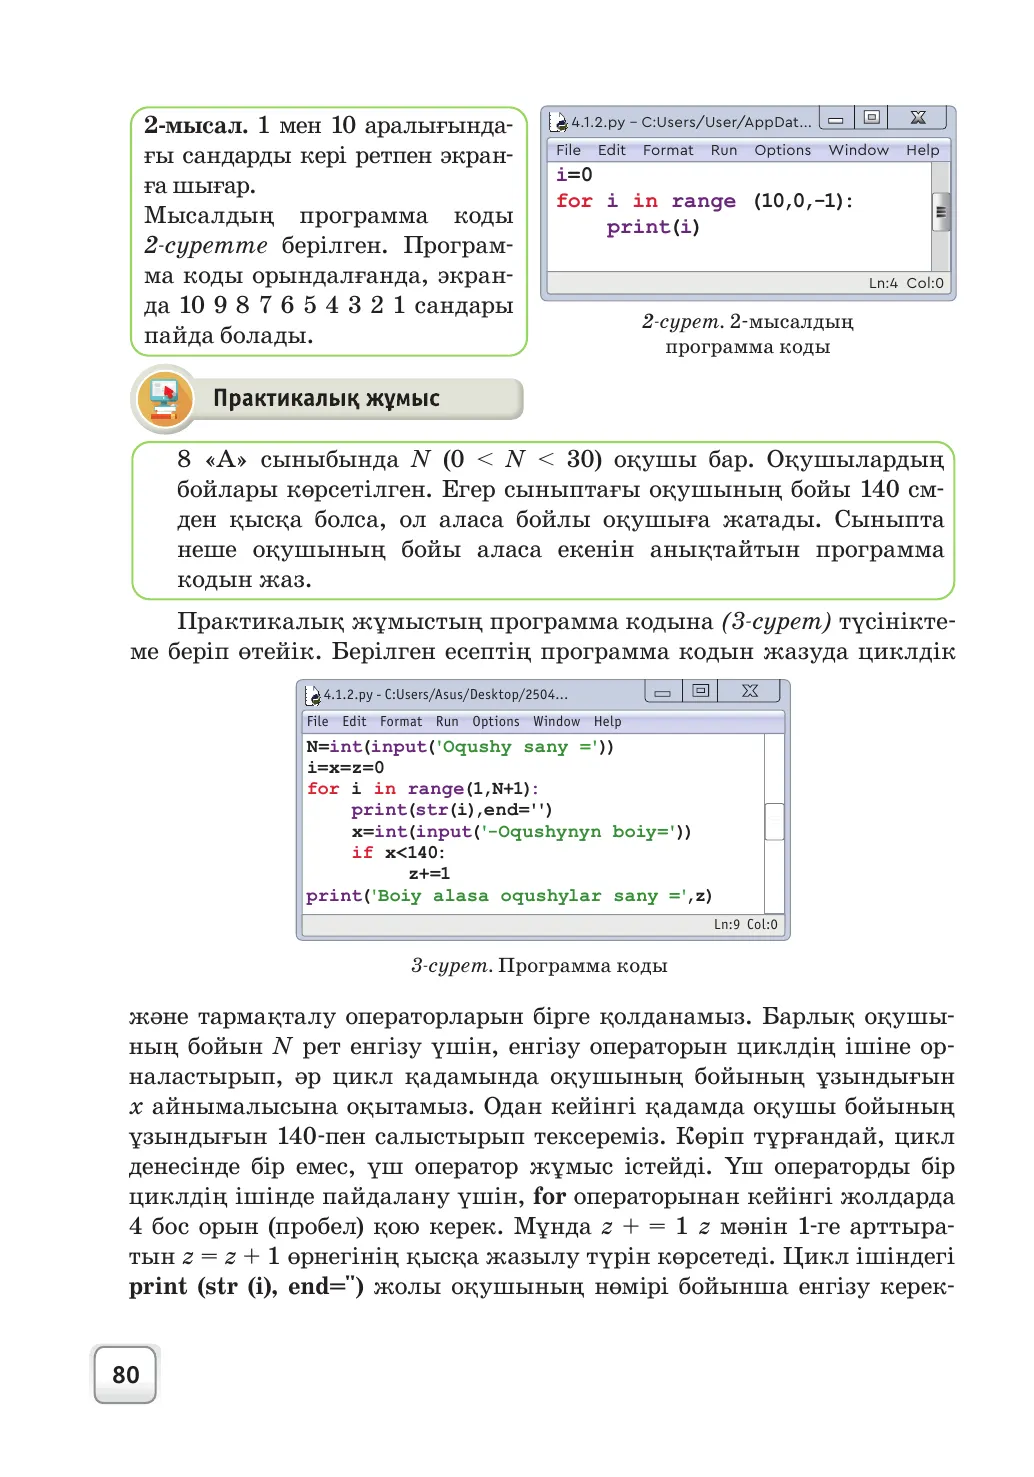 2-мысал. 1 мен 10 аралығында-
ғы сандарды кері ретпен экран-
ға шығар.
Мысалдың программа коды
2-суретте берілген. Програм-
ма коды орындалғанда, экран-
да 10 9 8 7 6 5 4 3 2 1 сандары
пайда болады.
4.1.2.py – C:Users/User/AppDat...
File Edit Format Run Options Window Help
i=0
for i in range (10,0,-1):
print(i)
Ln:4 Col:0
2-сурет. 2-мысалдың
программа коды
Практикалық жұмыс
8 «А» сыныбында N (0 < N < 30) оқушы бар. Оқушылардың
бойлары көрсетілген. Егер сыныптағы оқушының бойы 140 см-
ден қысқа болса, ол аласа бойлы оқушыға жатады. Сыныпта
неше оқушының бойы аласа екенін анықтайтын программа
кодын жаз.
Практикалық жұмыстың программа кодына (3-сурет) түсінікте-
ме беріп өтейік. Берілген есептің программа кодын жазуда циклдік
4.1.2.py - C:Users/Asus/Desktop/2504...
File Edit Format Run Options Window Help
N=int(input('Oqushy sany ='))
i=x=z=0
for i in range(1,N+1):
print(str(i),end='')
x=int(input('-Oqushynyn boiy='))
if x<140:
z+=1
print('Boiy alasa oqushylar sany =',z)
Ln:9 Col:0
3-сурет. Программа коды
және тармақталу операторларын бірге қолданамыз. Барлық оқушы-
ның бойын N рет енгізу үшін, енгізу операторын циклдің ішіне ор-
наластырып, әр цикл қадамында оқушының бойының ұзындығын
x айнымалысына оқытамыз. Одан кейінгі қадамда оқушы бойының
ұзындығын 140-пен салыстырып тексереміз. Көріп тұрғандай, цикл
денесінде бір емес, үш оператор жұмыс істейді. Үш операторды бір
циклдің ішінде пайдалану үшін, for операторынан кейінгі жолдарда
4 бос орын (пробел) қою керек. Мұнда z + = 1 z мәнін 1-ге арттыра-
тын z = z + 1 өрнегінің қысқа жазылу түрін көрсетеді. Цикл ішіндегі
print (str (i), end='') жолы оқушының нөмірі бойынша енгізу керек-
80